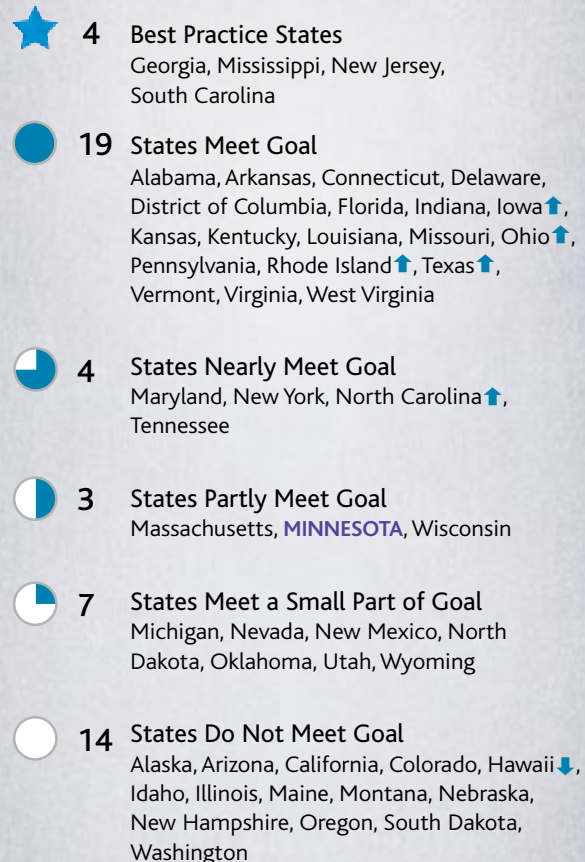 4 Best Practice States
Georgia, Mississippi, New Jersey,
South Carolina
19 States Meet Goal
Alabama, Arkansas, Connecticut, Delaware,
District of Columbia, Florida, Indiana, Iowa⬆,
Kansas, Kentucky, Louisiana, Missouri, Ohio⬆,
Pennsylvania, Rhode Island⬆, Texas⬆,
Vermont, Virginia, West Virginia
4 States Nearly Meet Goal
Maryland, New York, North Carolina⬆,
Tennessee
3 States Partly Meet Goal
Massachusetts, MINNESOTA, Wisconsin
7 States Meet a Small Part of Goal
Michigan, Nevada, New Mexico, North
Dakota, Oklahoma, Utah, Wyoming
14 States Do Not Meet Goal
Alaska, Arizona, California, Colorado, Hawaii⬇,
Idaho, Illinois, Maine, Montana, Nebraska,
New Hampshire, Oregon, South Dakota,
Washington